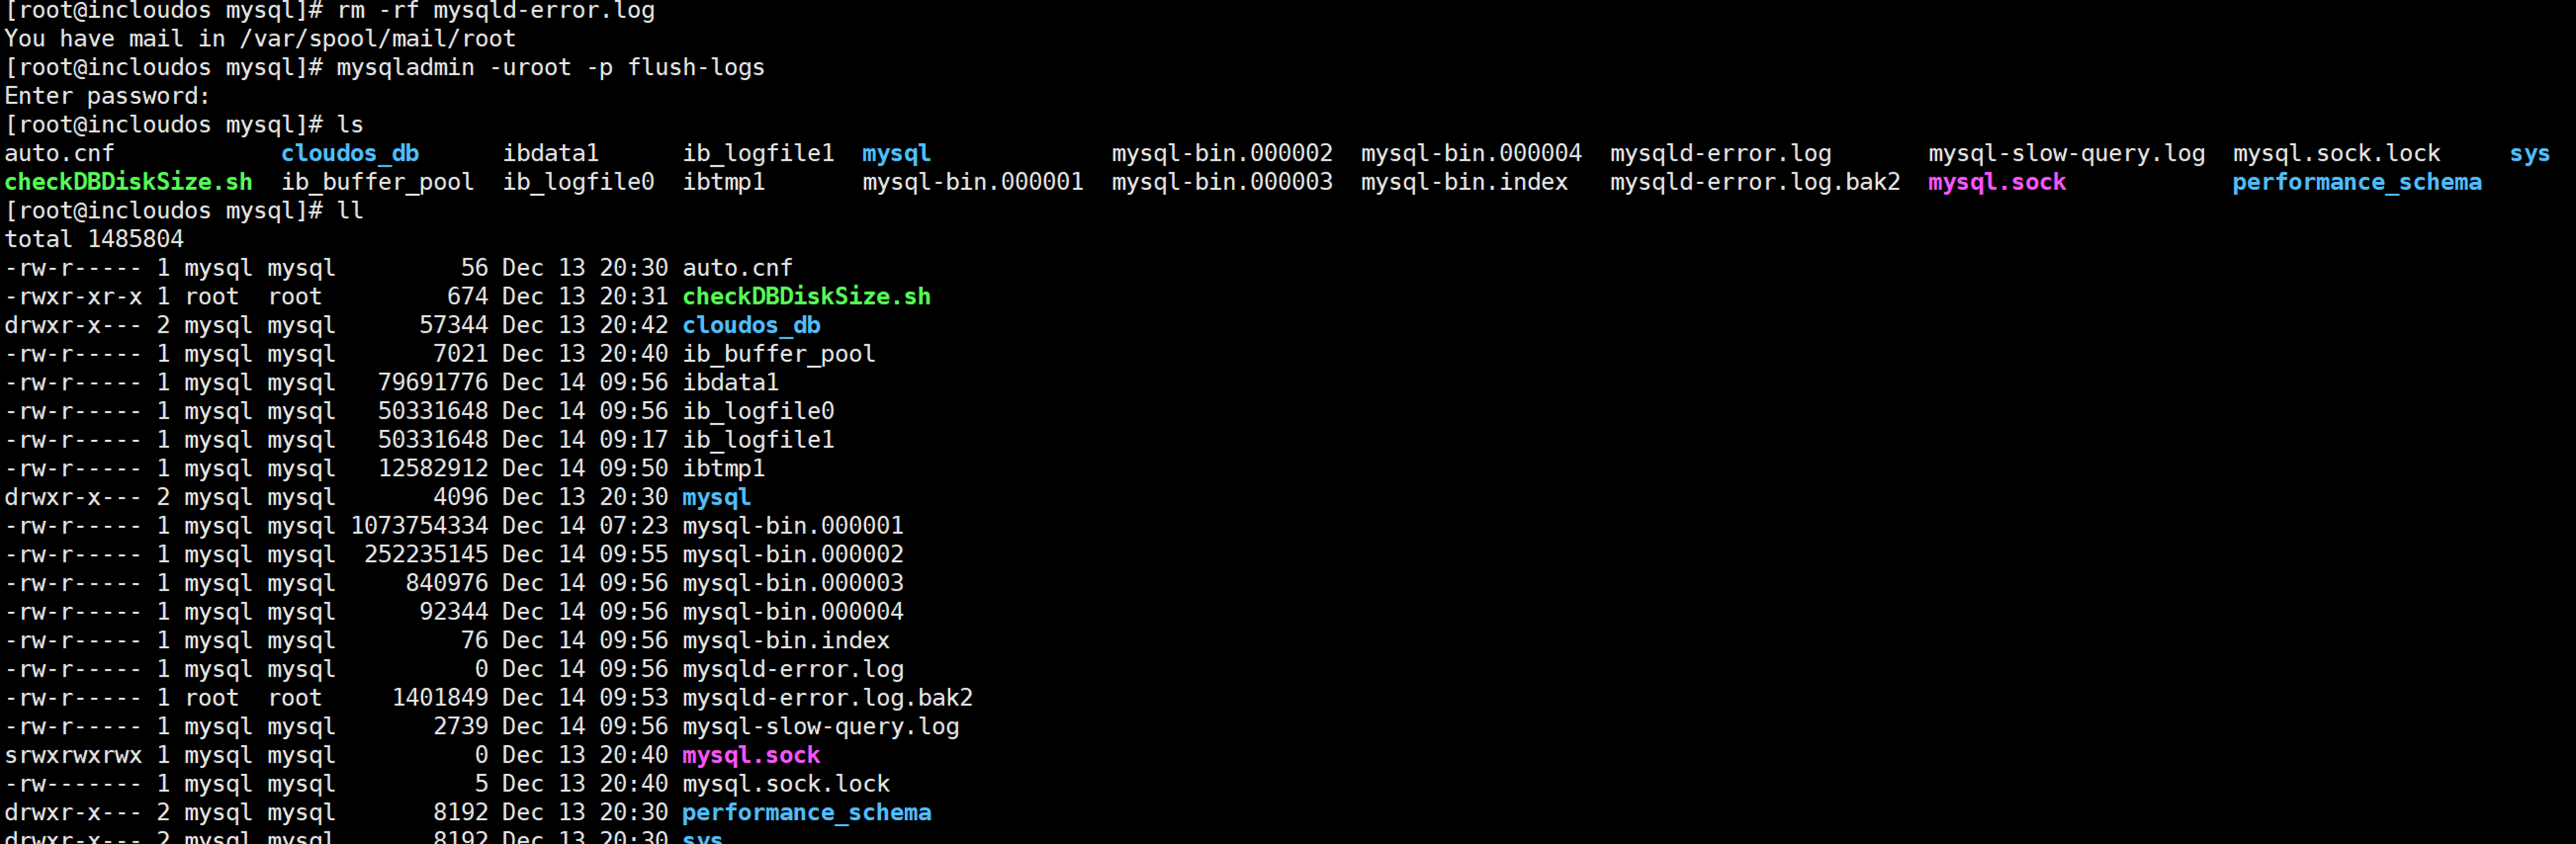 [root@incloudos mysql]# rm -rf mysqld-error.log
You have mail in /var/spool/mail/root
[root@incloudos mysql]# mysqladmin -uroot -p flush-logs
Enter password:
[root@incloudos mysql]# ls
auto.cnf            cloudos_db      ibdata1      ib_logfile1  mysql             mysql-bin.000002  mysql-bin.000004  mysqld-error.log       mysql-slow-query.log  mysql.sock.lock     sys
checkDBDiskSize.sh  ib_buffer_pool  ib_logfile0  ibtmp1       mysql-bin.000001  mysql-bin.000003  mysql-bin.index   mysqld-error.log.bak2  mysql.sock            performance_schema
[root@incloudos mysql]# ll
total 1485804
-rw-r----- 1 mysql mysql         56 Dec 13 20:30 auto.cnf
-rwxr-xr-x 1 root  root         674 Dec 13 20:31 checkDBDiskSize.sh
drwxr-x--- 2 mysql mysql      57344 Dec 13 20:42 cloudos_db
-rw-r----- 1 mysql mysql       7021 Dec 13 20:40 ib_buffer_pool
-rw-r----- 1 mysql mysql   79691776 Dec 14 09:56 ibdata1
-rw-r----- 1 mysql mysql   50331648 Dec 14 09:56 ib_logfile0
-rw-r----- 1 mysql mysql   50331648 Dec 14 09:17 ib_logfile1
-rw-r----- 1 mysql mysql   12582912 Dec 14 09:50 ibtmp1
drwxr-x--- 2 mysql mysql       4096 Dec 13 20:30 mysql
-rw-r----- 1 mysql mysql 1073754334 Dec 14 07:23 mysql-bin.000001
-rw-r----- 1 mysql mysql  252235145 Dec 14 09:55 mysql-bin.000002
-rw-r----- 1 mysql mysql     840976 Dec 14 09:56 mysql-bin.000003
-rw-r----- 1 mysql mysql      92344 Dec 14 09:56 mysql-bin.000004
-rw-r----- 1 mysql mysql         76 Dec 14 09:56 mysql-bin.index
-rw-r----- 1 mysql mysql          0 Dec 14 09:56 mysqld-error.log
-rw-r----- 1 root  root     1401849 Dec 14 09:53 mysqld-error.log.bak2
-rw-r----- 1 mysql mysql       2739 Dec 14 09:56 mysql-slow-query.log
srwxrwxrwx 1 mysql mysql          0 Dec 13 20:40 mysql.sock
-rw------- 1 mysql mysql          5 Dec 13 20:40 mysql.sock.lock
drwxr-x--- 2 mysql mysql       8192 Dec 13 20:30 performance_schema
drwxr-x--- 2 mysql mysql       8192 Dec 13 20:30 sys